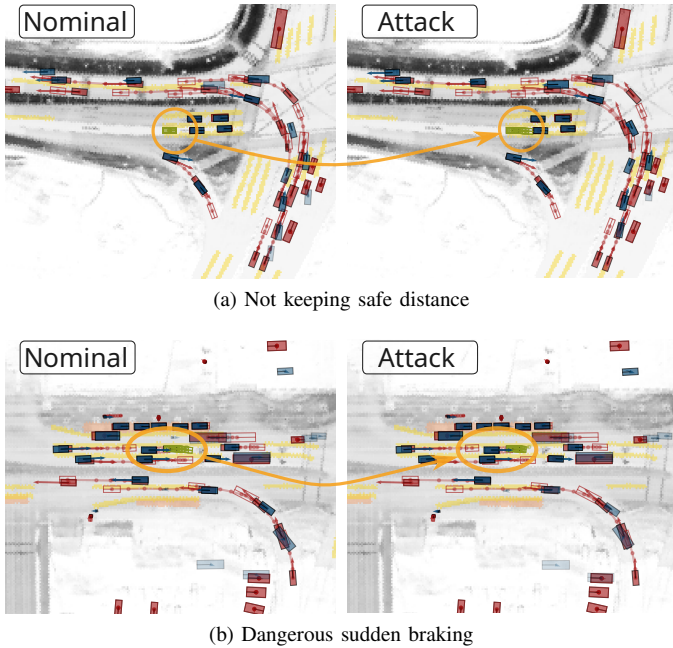 Nominal
Attack
(a) Not keeping safe distance
Nominal
Attack
(b) Dangerous sudden braking